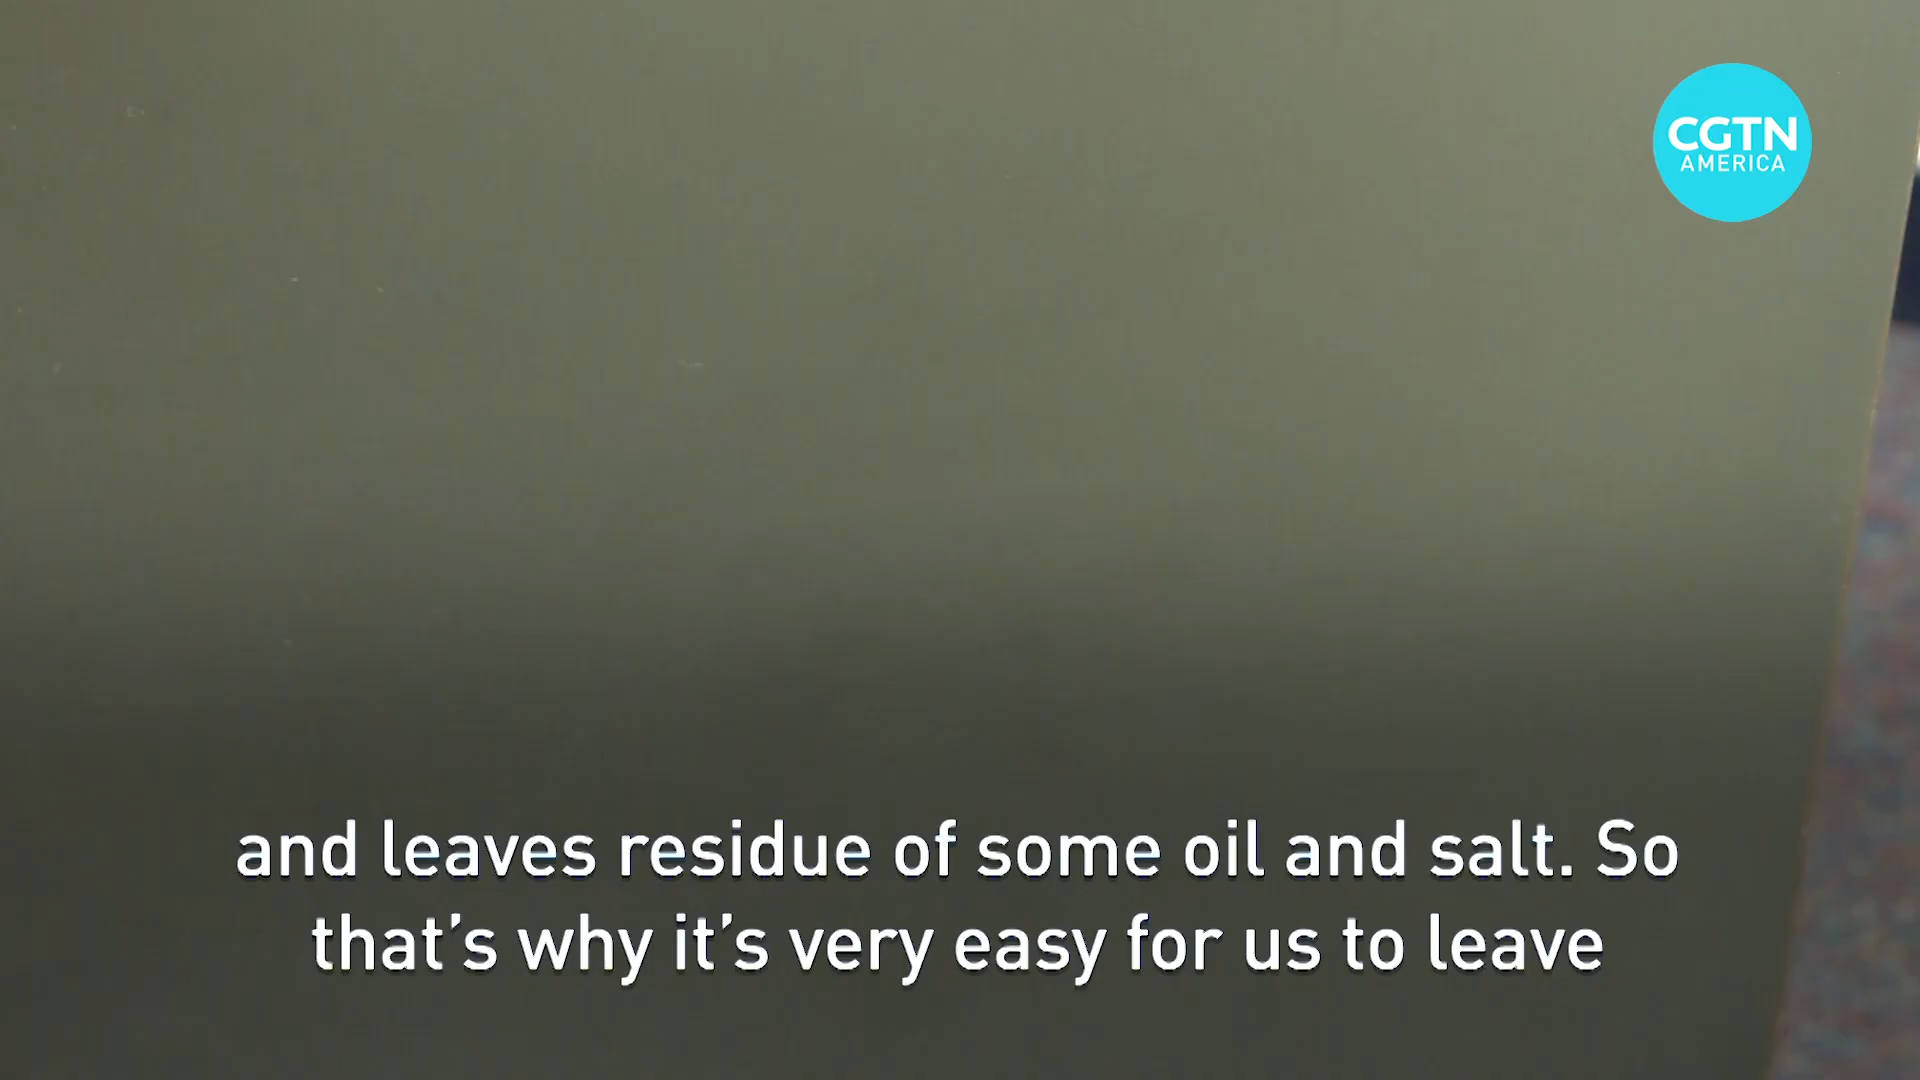 CGTN
AMERICA
and leaves residue of some oil and salt. So
that’s why it’s very easy for us to leave